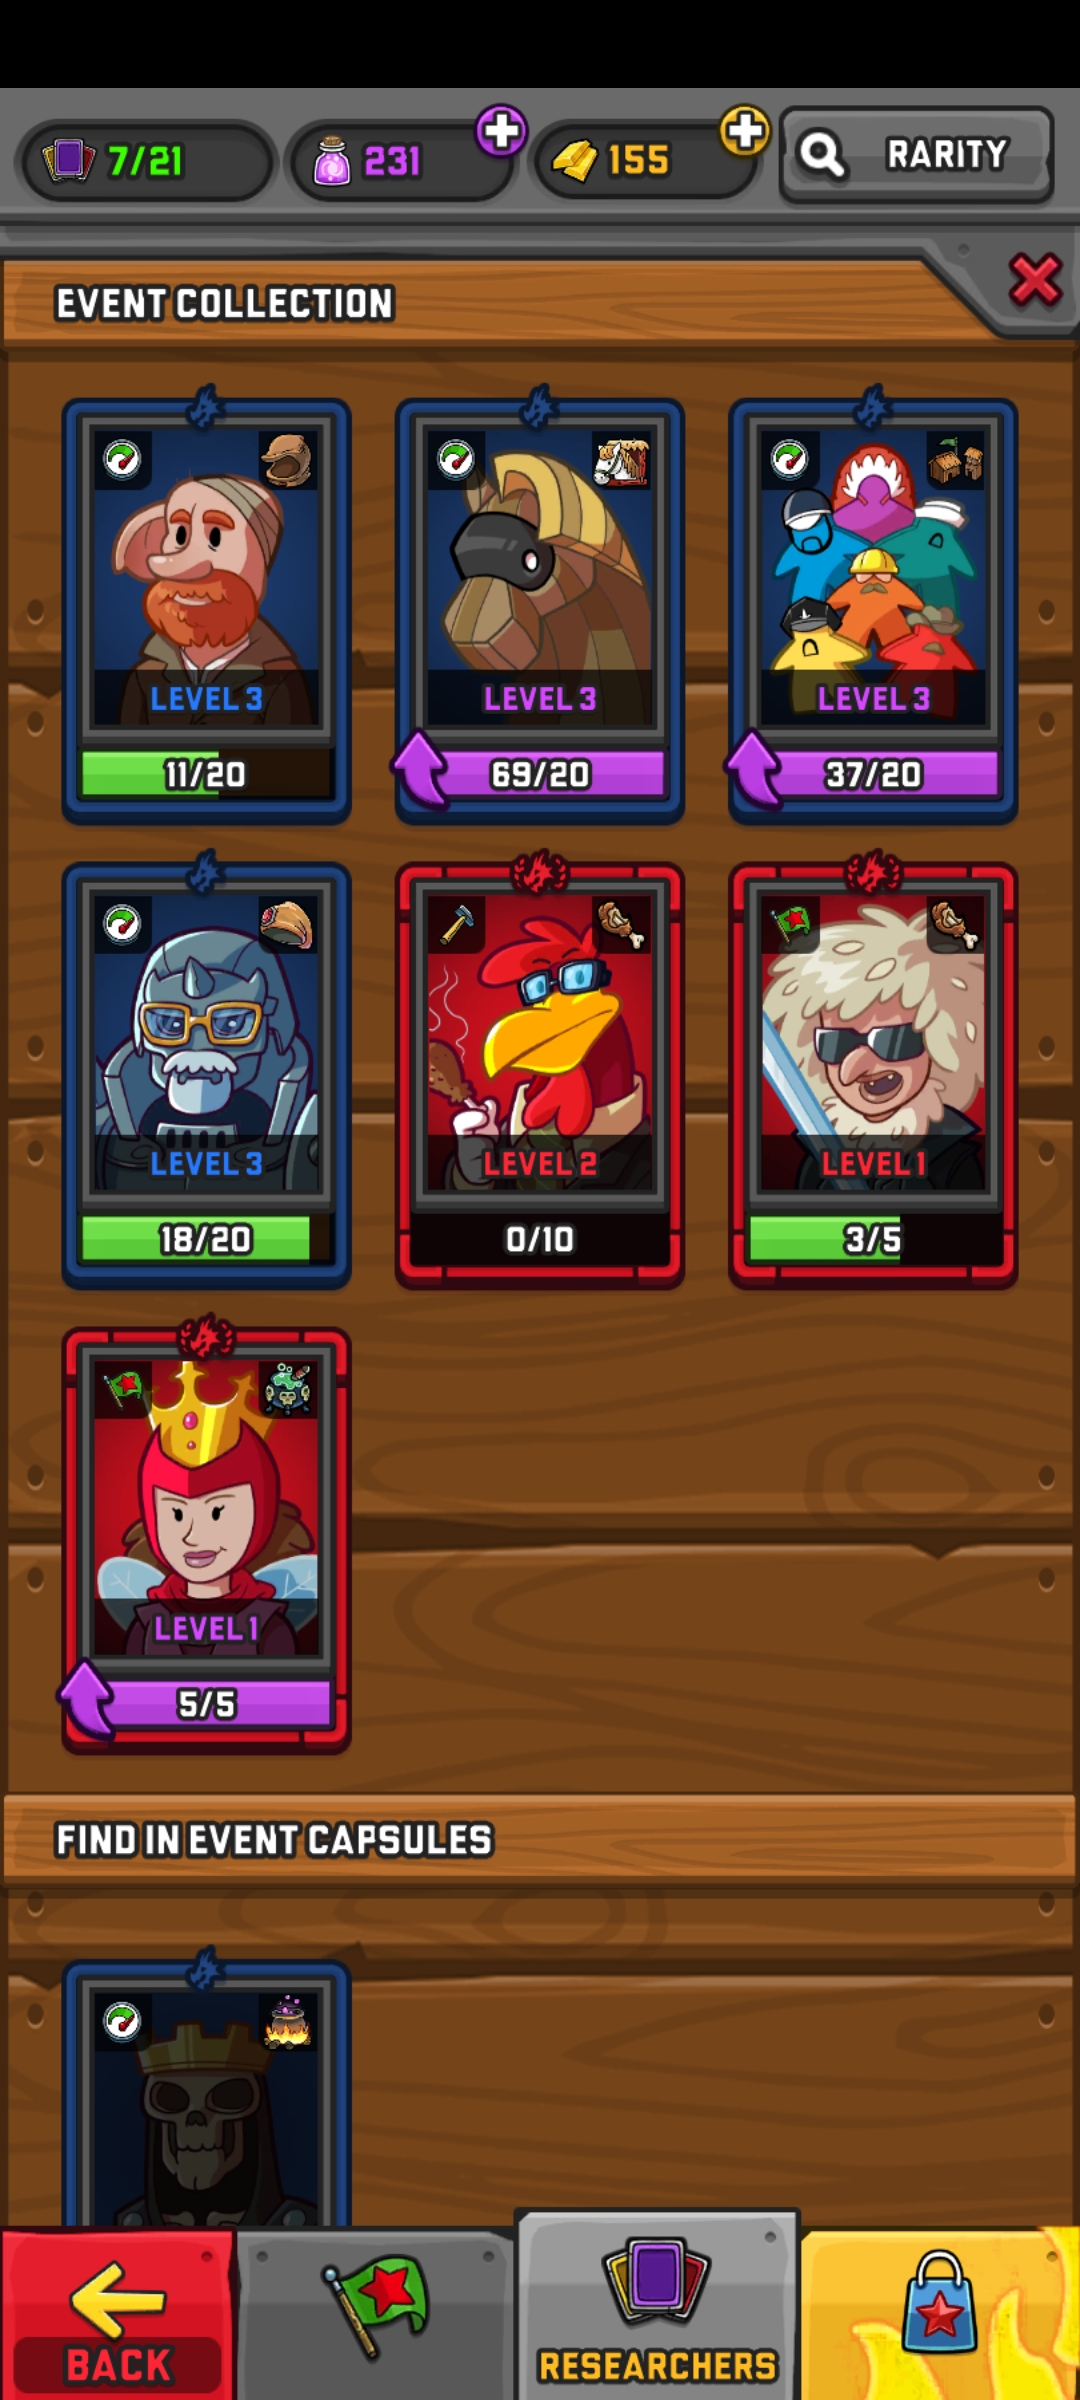 7/21
231
155
RARITY
EVENT COLLECTION
LEVEL 3
LEVEL 3
LEVEL 3
11/20
69/20
37/20
LEVEL 3
LEVEL 2
LEVEL 1
18/20
0/10
3/5
LEVEL 1
5/5
FIND IN EVENT CAPSULES
BACK
RESEARCHERS